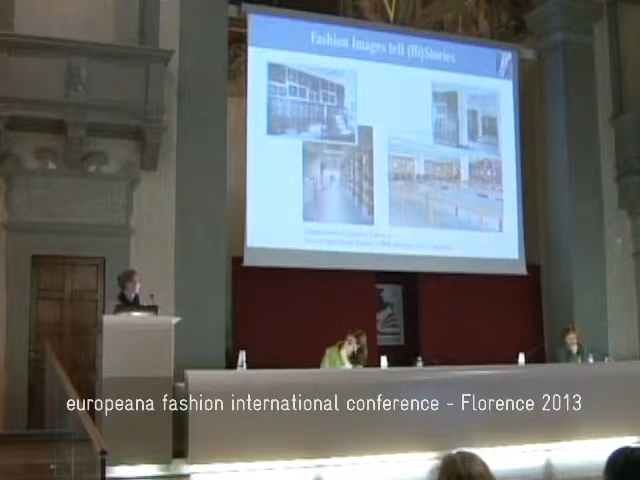 Fashion Images tell (Hi)Stories
europeana fashion international conference - Florence 2013